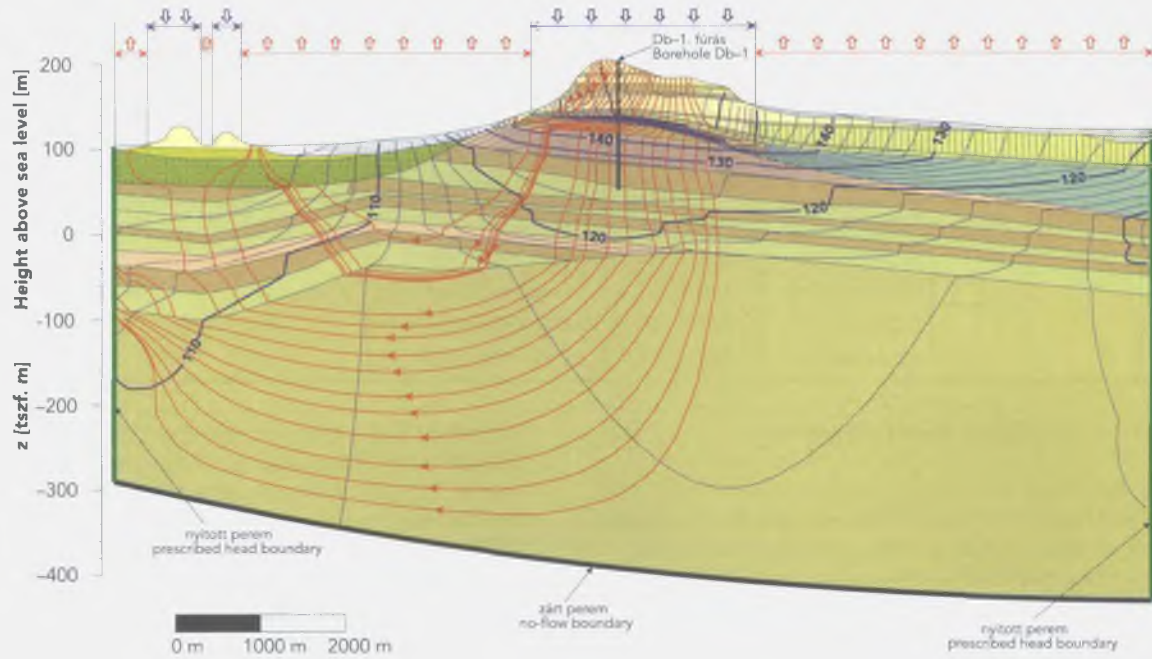 Db–1. fúrás
Borehole Db–1
Height above sea level [m]
z [tszf. m]
200
100
0
-100
−200
−300
−400
140
130
120
120
110
110
140
130
120
nyitott perem
prescribed head boundary
zárt perem
no-flow boundary
nyitott perem
prescribed head boundary
0 m
1000 m
2000 m